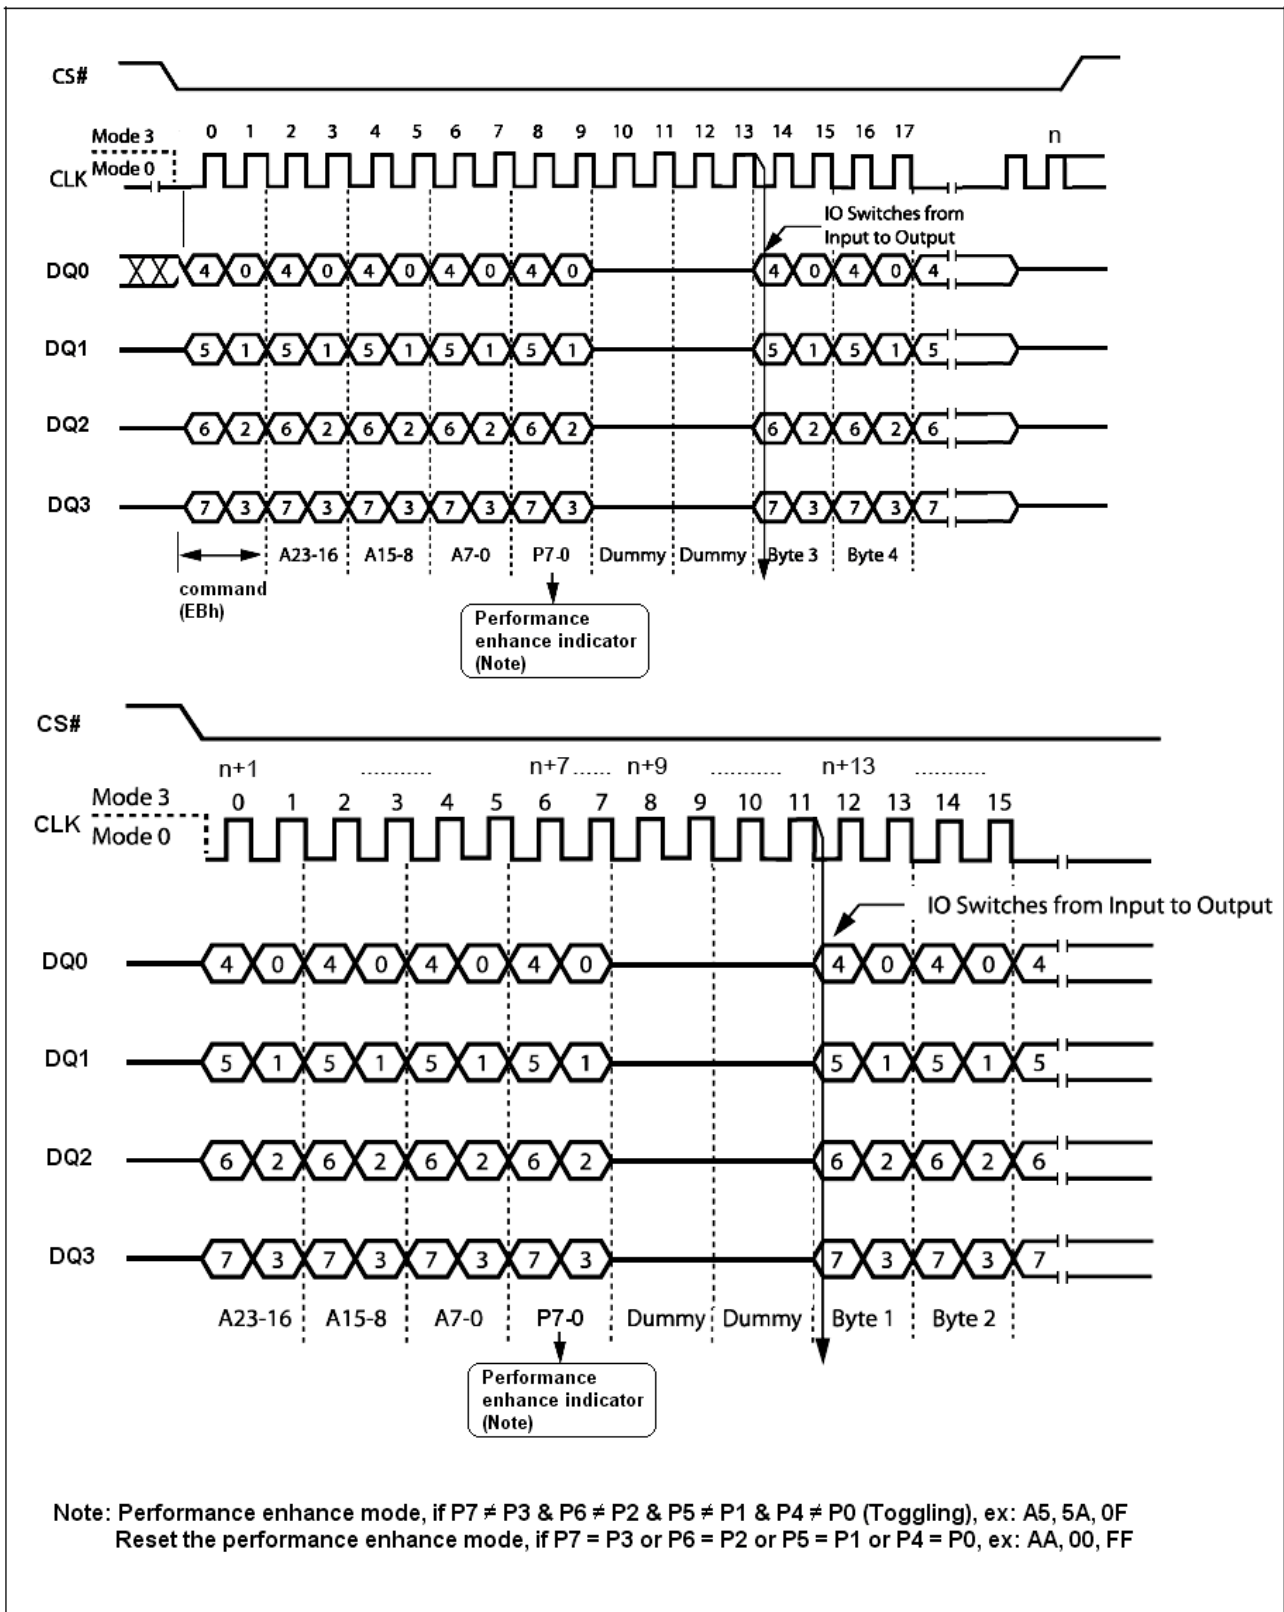 CS#
Mode 3
Mode 0
CLK
0 1 2 3 4 5 6 7 8 9 10 11 12 13 14 15 16 17 n
IO Switches from
Input to Output
DQ0 4 0 4 0 4 0 4 0 4 0 4 0 4 0 4
DQ1 5 1 5 1 5 1 5 1 5 1 5 1 5 1 5
DQ2 6 2 6 2 6 2 6 2 6 2 6 2 6 2 6
DQ3 7 3 7 3 7 3 7 3 7 3 7 3 7 3 7
A23-16 A15-8 A7-0 P7-0 Dummy Dummy Byte 3 Byte 4
command
(EBh)
Performance
enhance indicator
(Note)
CS#
n+1 ............ n+7...... n+9 ............ n+13 ............
Mode 3
Mode 0
CLK
0 1 2 3 4 5 6 7 8 9 10 11 12 13 14 15
IO Switches from Input to Output
DQ0 4 0 4 0 4 0 4 0 4 0 4 0 4
DQ1 5 1 5 1 5 1 5 1 5 1 5 1 5
DQ2 6 2 6 2 6 2 6 2 6 2 6 2 6
DQ3 7 3 7 3 7 3 7 3 7 3 7 3 7
A23-16 A15-8 A7-0 P7-0 Dummy Dummy Byte 1 Byte 2
Performance
enhance indicator
(Note)
Note: Performance enhance mode, if P7 ≠ P3 & P6 ≠ P2 & P5 ≠ P1 & P4 ≠ P0 (Toggling), ex: A5, 5A, 0F
Reset the performance enhance mode, if P7 = P3 or P6 = P2 or P5 = P1 or P4 = P0, ex: AA, 00, FF